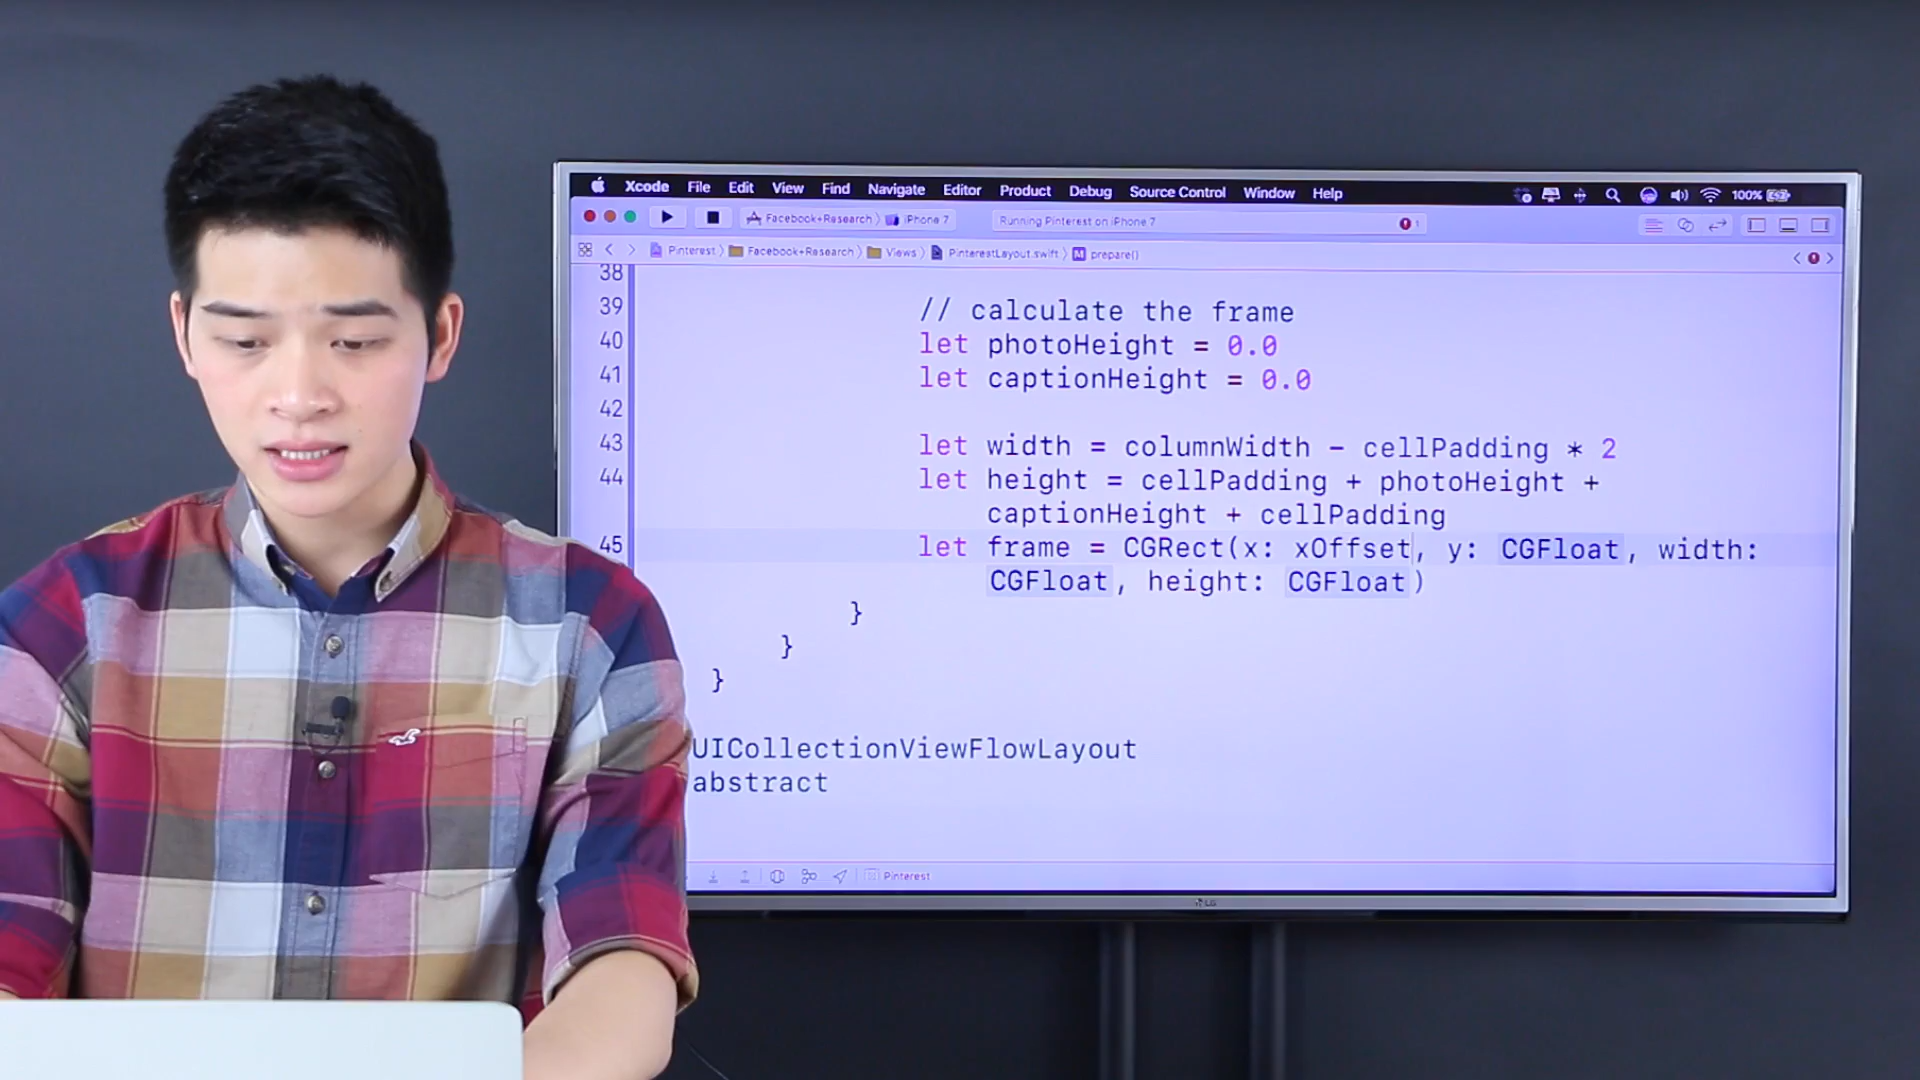 Xcode File Edit View Find Navigate Editor Product Debug Source Control Window Help 100%
Facebook+Research iPhone 7 Running Pinterest on iPhone 7 1
Pinterest Facebook+Research Views PinterestLayout.swift M prepare()
38
39 // calculate the frame
40 let photoHeight = 0.0
41 let captionHeight = 0.0
42
43 let width = columnWidth - cellPadding * 2
44 let height = cellPadding + photoHeight +
captionHeight + cellPadding
45 let frame = CGRect(x: xOffset, y: CGFloat, width:
CGFloat, height: CGFloat)
}
}
}
UICollectionViewFlowLayout
abstract
Pinterest
LG